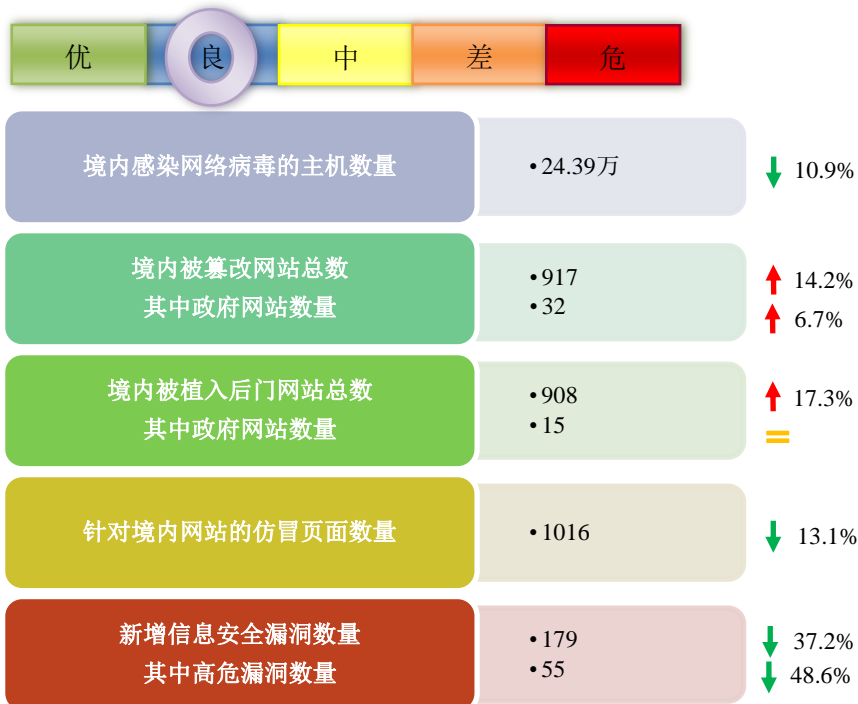 优 良 中 差 危
境内感染网络病毒的主机数量
•24.39万
10.9%
境内被篡改网站总数
其中政府网站数量
•917
•32
14.2%
6.7%
境内被植入后门网站总数
其中政府网站数量
•908
•15
17.3%
=
针对境内网站的仿冒页面数量
•1016
13.1%
新增信息安全漏洞数量
其中高危漏洞数量
•179
•55
37.2%
48.6%